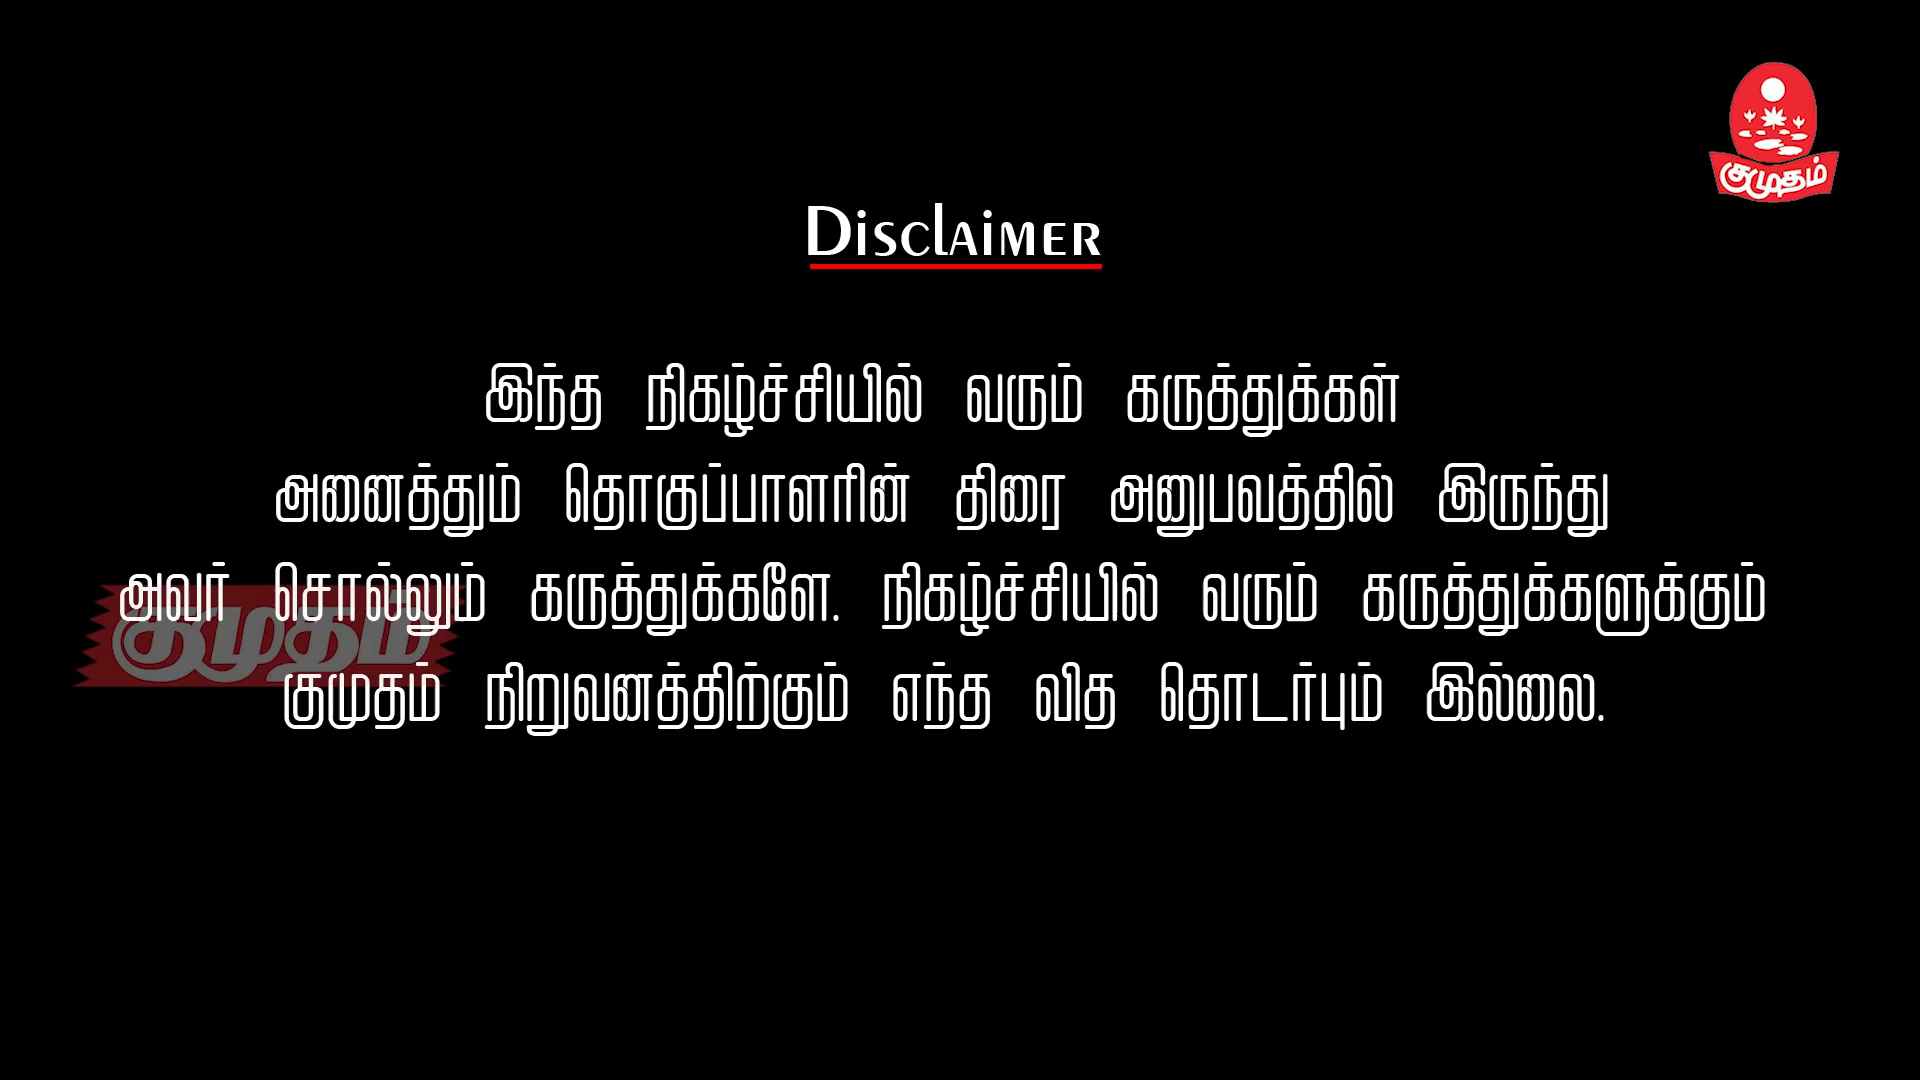 குமுதம்
Disclaimer
இந்த நிகழ்ச்சியில் வரும் கருத்துக்கள்
அனைத்தும் தொகுப்பாளரின் திரை அனுபவத்தில் இருந்து
அவர் சொல்லும் கருத்துக்களே. நிகழ்ச்சியில் வரும் கருத்துக்களுக்கும்
குமுதம்
குமுதம் நிறுவனத்திற்கும் எந்த வித தொடர்பும் இல்லை.